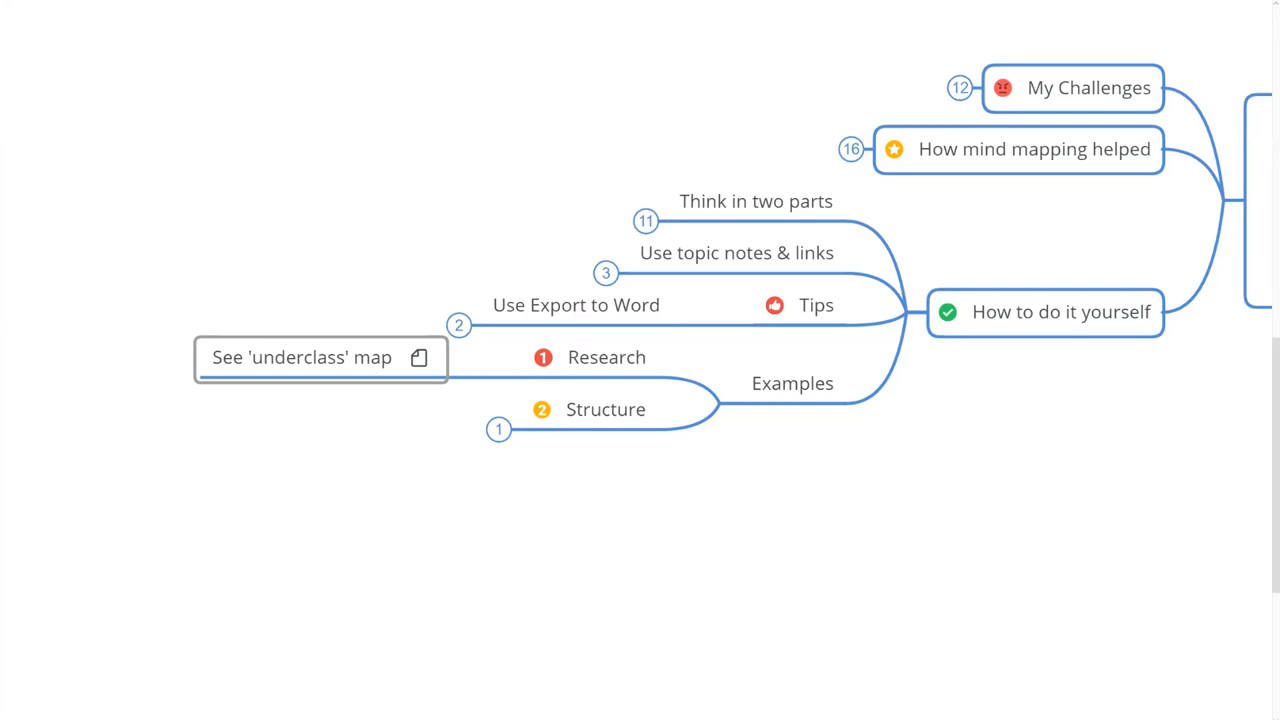 12 My Challenges
16 How mind mapping helped
Think in two parts
11
Use topic notes & links
3
Use Export to Word Tips
2
How to do it yourself
See 'underclass' map 1 Research
Examples
2 Structure
1